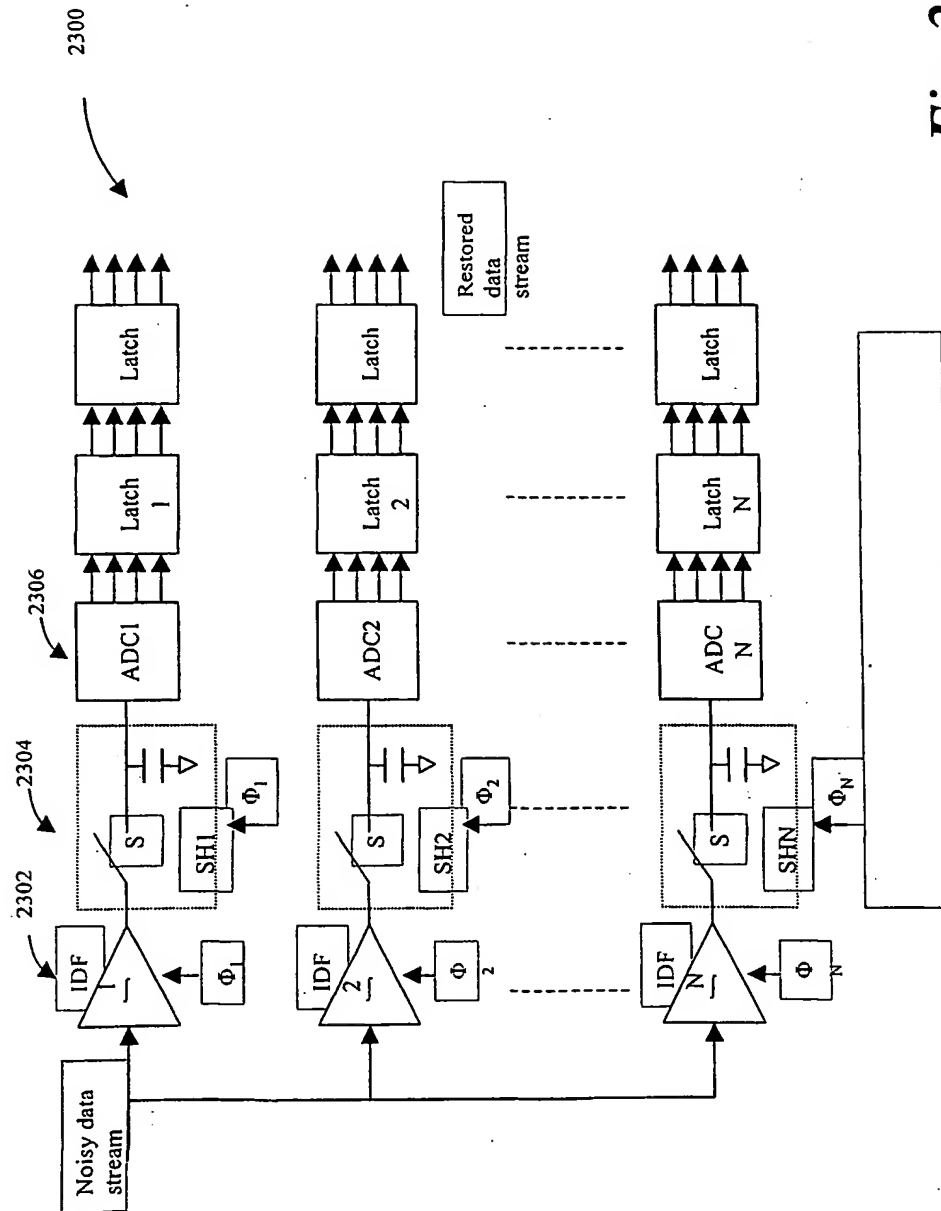 2300
2302
2304
2306
Noisy data
stream
IDF
1
∫
Φ1
S
SH1
Φ1
ADC1
Latch
1
Latch
IDF
2
∫
Φ
2
S
SH2
Φ2
ADC2
Latch
2
Latch
Restored
data
stream
IDF
N
∫
Φ
N
S
SHN
ΦN
ADC
N
Latch
N
Latch